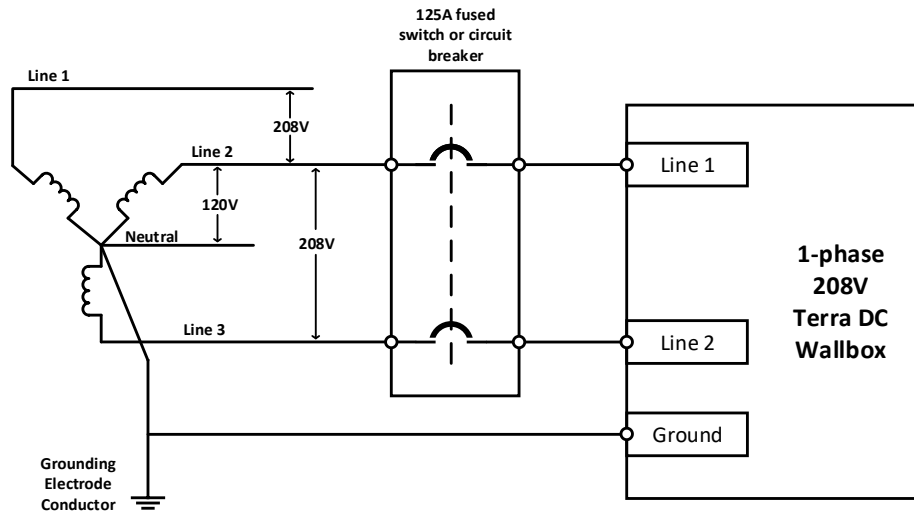 125A fused
switch or circuit
breaker
Line 1
208V
Line 2
120V
Neutral
208V
Line 3
Line 1
Line 2
Ground
1-phase
208V
Terra DC
Wallbox
Grounding
Electrode
Conductor